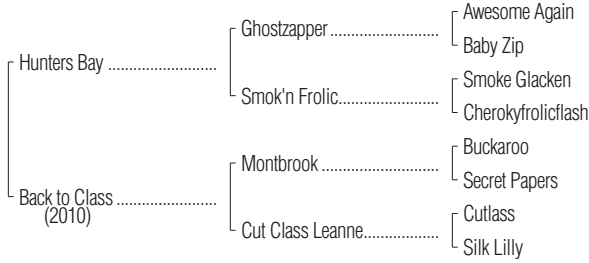 Awesome Again
Ghostzapper ........................
Baby Zip
Hunters Bay ........................
Smoke Glacken
Smok'n Frolic......................
Cherokyfrolicflash
Buckaroo
Montbrook ..........................
Secret Papers
Back to Class ......................
(2010)
Cutlass
Cut Class Leanne.................
Silk Lilly